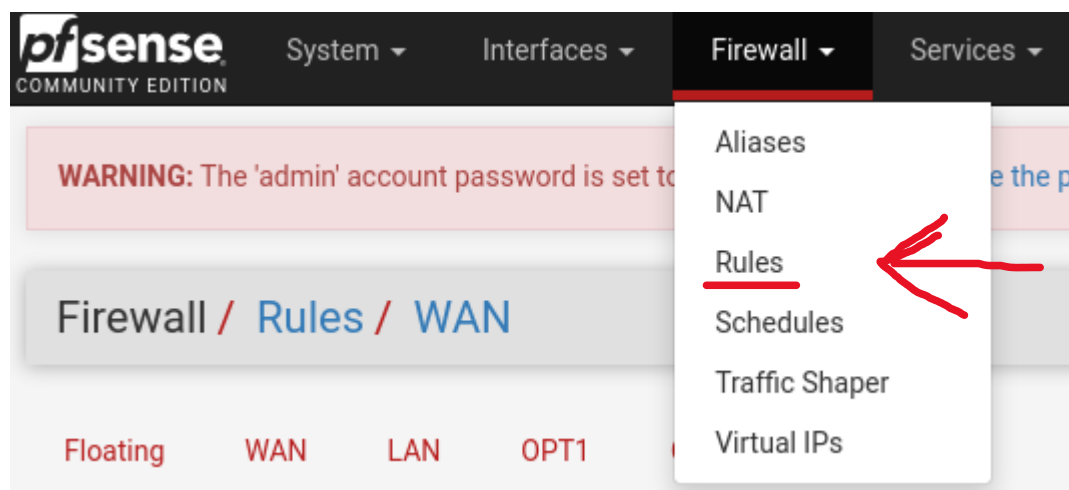 pfsense System Interfaces Firewall Services
COMMUNITY EDITION
Aliases
WARNING: The 'admin' account password is set to e the p
NAT
Rules
Firewall / Rules / WAN
Schedules
Traffic Shaper
Virtual IPs
Floating WAN LAN OPT1